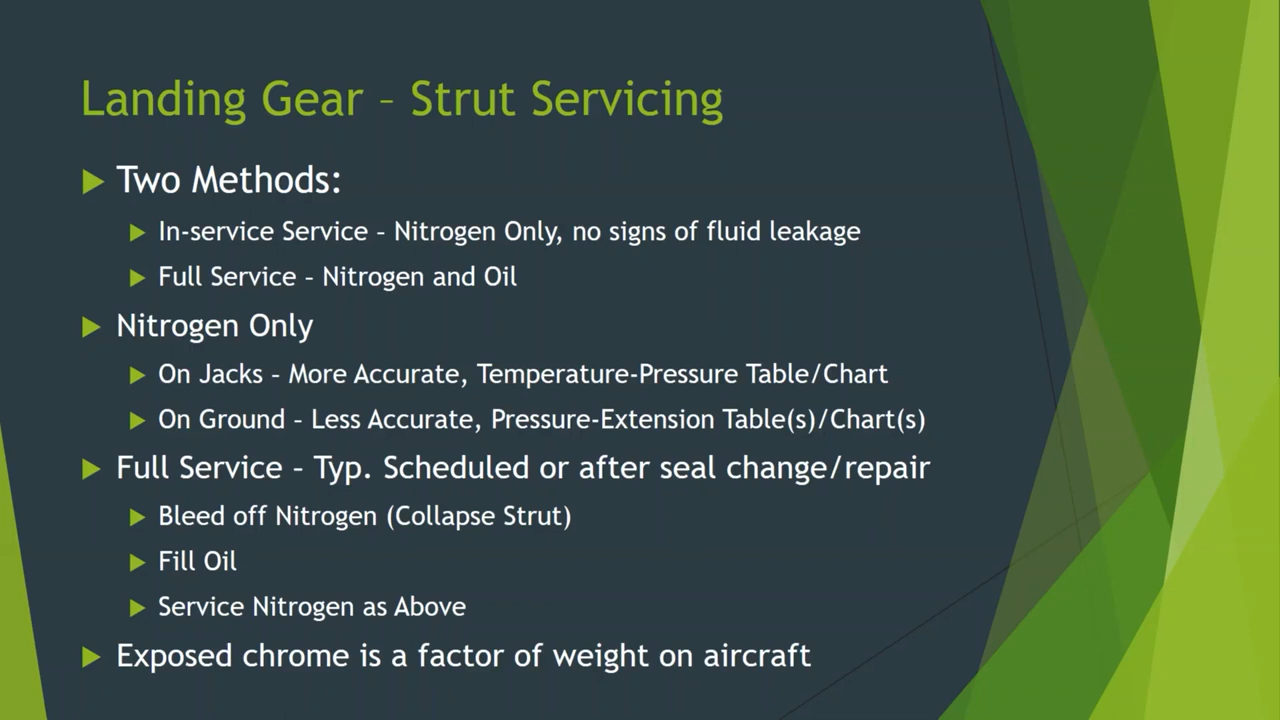 Landing Gear – Strut Servicing
Two Methods:
In-service Service – Nitrogen Only, no signs of fluid leakage
Full Service – Nitrogen and Oil
Nitrogen Only
On Jacks – More Accurate, Temperature-Pressure Table/Chart
On Ground – Less Accurate, Pressure-Extension Table(s)/Chart(s)
Full Service – Typ. Scheduled or after seal change/repair
Bleed off Nitrogen (Collapse Strut)
Fill Oil
Service Nitrogen as Above
Exposed chrome is a factor of weight on aircraft